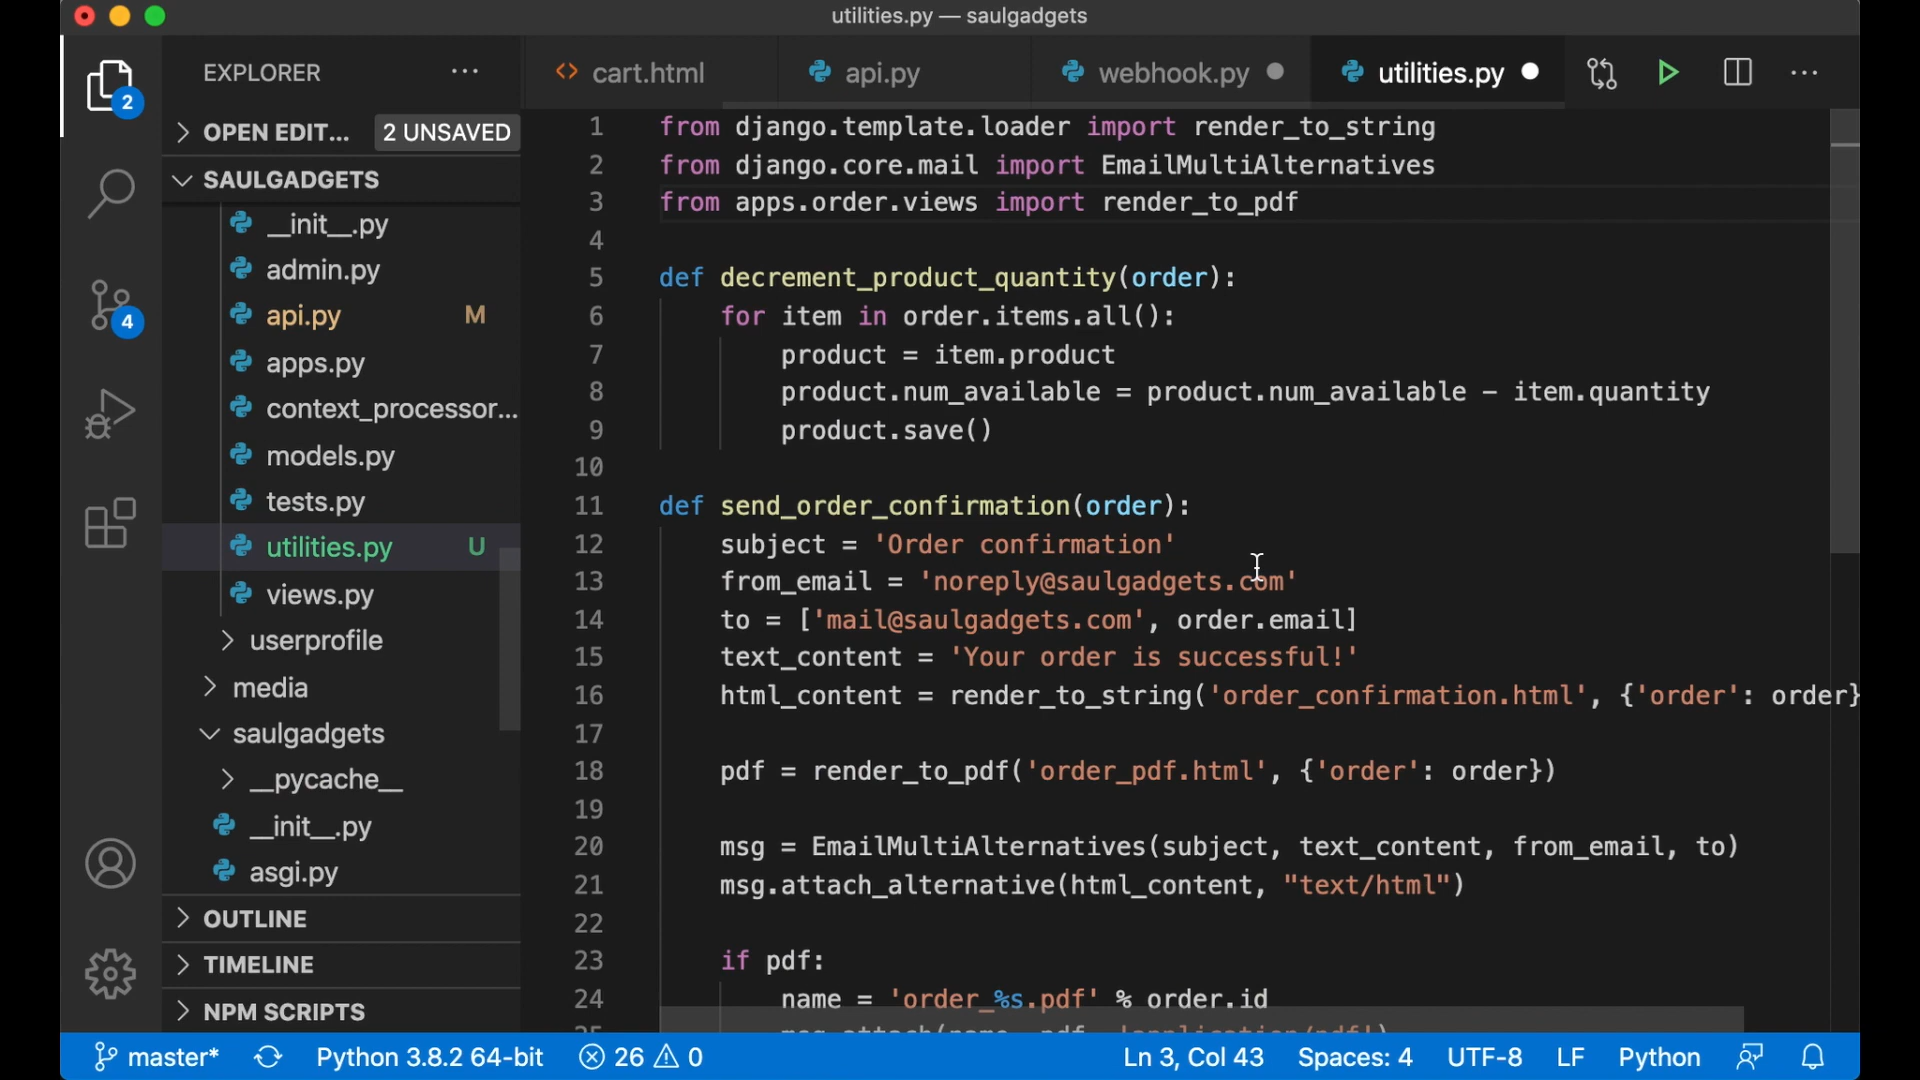 utilities.py — saulgadgets
EXPLORER ...
cart.html
api.py
webhook.py
utilities.py
2
OPEN EDIT... 2 UNSAVED
SAULGADGETS
__init__.py
admin.py
api.py M
apps.py
context_processor...
models.py
tests.py
utilities.py U
views.py
userprofile
media
saulgadgets
__pycache__
__init__.py
asgi.py
OUTLINE
TIMELINE
NPM SCRIPTS
4
1 from django.template.loader import render_to_string
2 from django.core.mail import EmailMultiAlternatives
3 from apps.order.views import render_to_pdf
4
5 def decrement_product_quantity(order):
6 for item in order.items.all():
7 product = item.product
8 product.num_available = product.num_available - item.quantity
9 product.save()
10
11 def send_order_confirmation(order):
12 subject = 'Order confirmation'
13 from_email = 'noreply@saulgadgets.com'
14 to = ['mail@saulgadgets.com', order.email]
15 text_content = 'Your order is successful!'
16 html_content = render_to_string('order_confirmation.html', {'order': order}
17
18 pdf = render_to_pdf('order_pdf.html', {'order': order})
19
20 msg = EmailMultiAlternatives(subject, text_content, from_email, to)
21 msg.attach_alternative(html_content, "text/html")
22
23 if pdf:
24 name = 'order_%s.pdf' % order.id
master* Python 3.8.2 64-bit 26 0 Ln 3, Col 43 Spaces: 4 UTF-8 LF Python